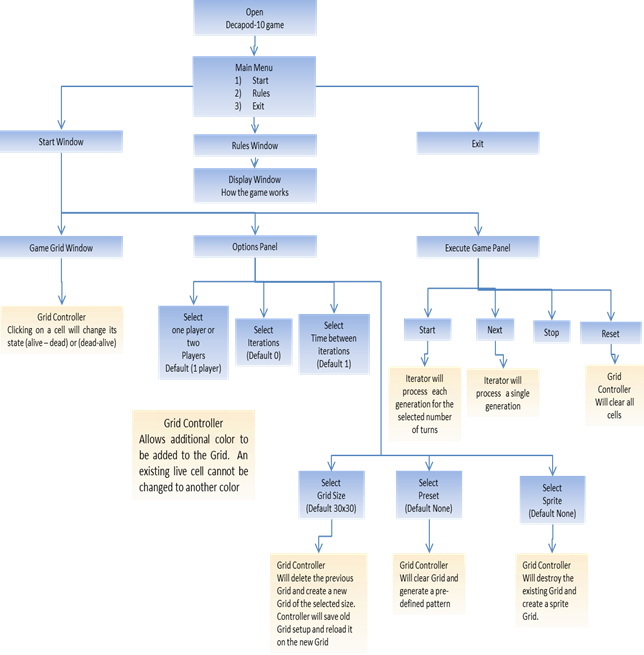 Open
Decapod-10 game
Main Menu
1) Start
2) Rules
3) Exit
Start Window
Rules Window
Exit
Display Window
How the game works
Game Grid Window
Options Panel
Execute Game Panel
Grid Controller
Clicking on a cell will change its
state (alive – dead) or (dead-alive)
Select
one player or
two
Players
Default (1 player)
Select
Iterations
(Default 0)
Select
Time between
iterations
(Default 1)
Start
Next
Stop
Reset
Iterator will
process each
generation for the
selected number
of turns
Iterator will
process a single
generation
Grid
Controller
Will clear all
cells
Grid Controller
Allows additional color to
be added to the Grid. An
existing live cell cannot be
changed to another color
Select
Grid Size
(Default 30x30)
Select
Preset
(Default None)
Select
Sprite
(Default None)
Grid Controller
Will delete the previous
Grid and create a new
Grid of the selected size.
Controller will save old
Grid setup and reload it
on the new Grid
Grid Controller
Will clear Grid and
generate a pre-
defined pattern
Grid Controller
Will destroy the
existing Grid and
create a sprite
Grid.